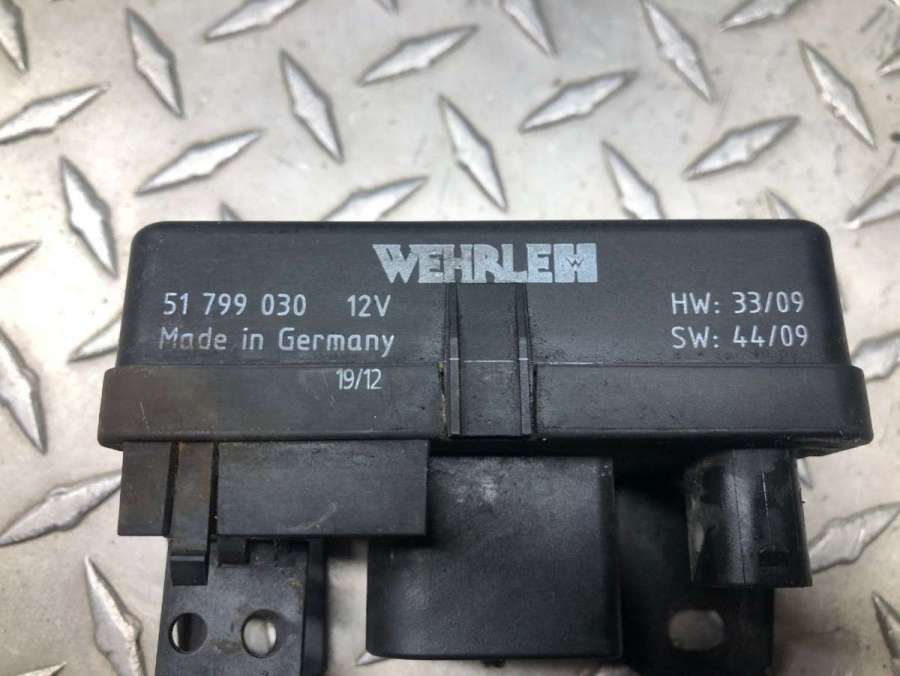 WEHRLE
51 799 030 12V
Made in Germany
19/12
HW: 33/09
SW: 44/09